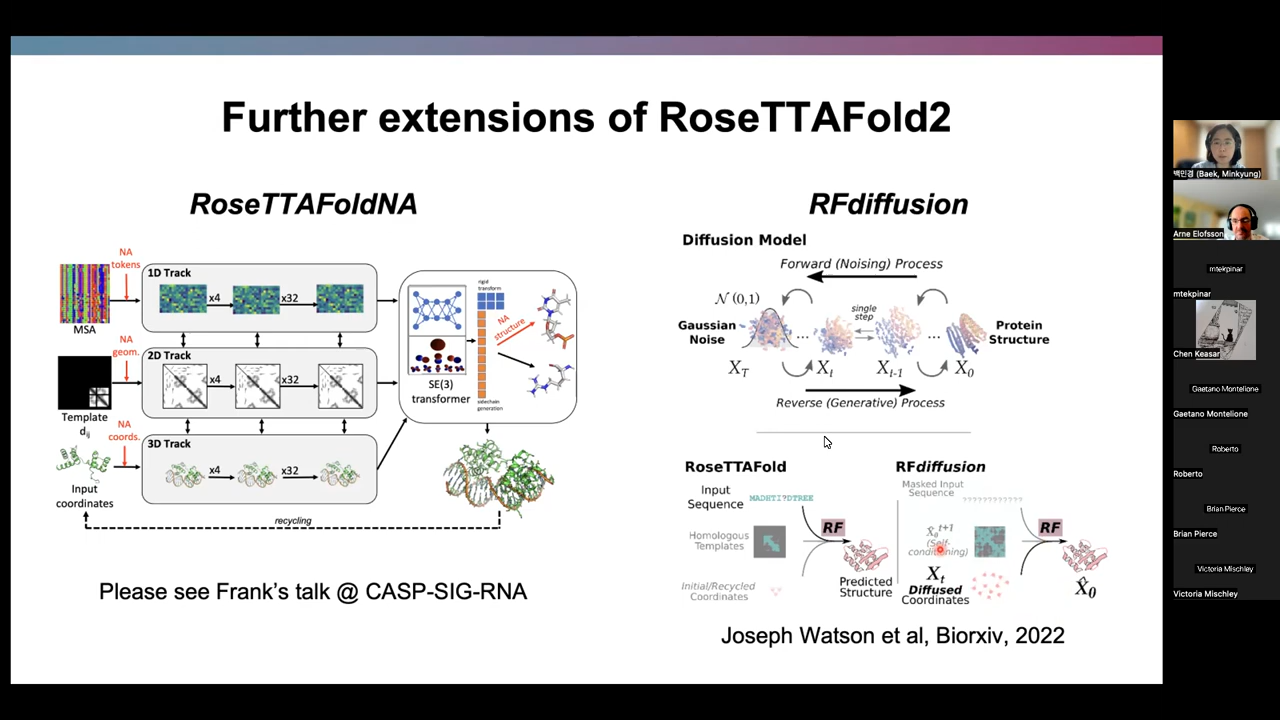 Further extensions of RoseTTAFold2
RoseTTAFoldNA
NA
tokens
MSA
1D Track
x4
x32
NA
geom.
Template
dij
2D Track
x4
x32
NA
coords.
Input
coordinates
3D Track
x4
x32
recycling
rigid
transform
NA
structure
SE(3)
transformer
sidechain
generation
Please see Frank's talk @ CASP-SIG-RNA
RFdiffusion
Diffusion Model
Forward (Noising) Process
N(0,1)
single
step
Gaussian
Noise
...
...
Protein
Structure
XT
Xt
Xt-1
X0
Reverse (Generative) Process
RoseTTAFold
Input
Sequence
MADHTI?DTREE
Homologous
Templates
RF
Initial/Recycled
Coordinates
Predicted
Structure
RFdiffusion
Masked Input
Sequence
????????????
X̂0 t+1
(Self-
conditioning)
RF
Xt
Diffused
Coordinates
X̂0
Joseph Watson et al, Biorxiv, 2022
백민경 (Baek, Minkyung)
Arne Elofsson
mtekpinar
mtekpinar
Chen Keasar
Gaetano Montelione
Gaetano Montelione
Roberto
Roberto
Brian Pierce
Brian Pierce
Victoria Mischley
Victoria Mischley